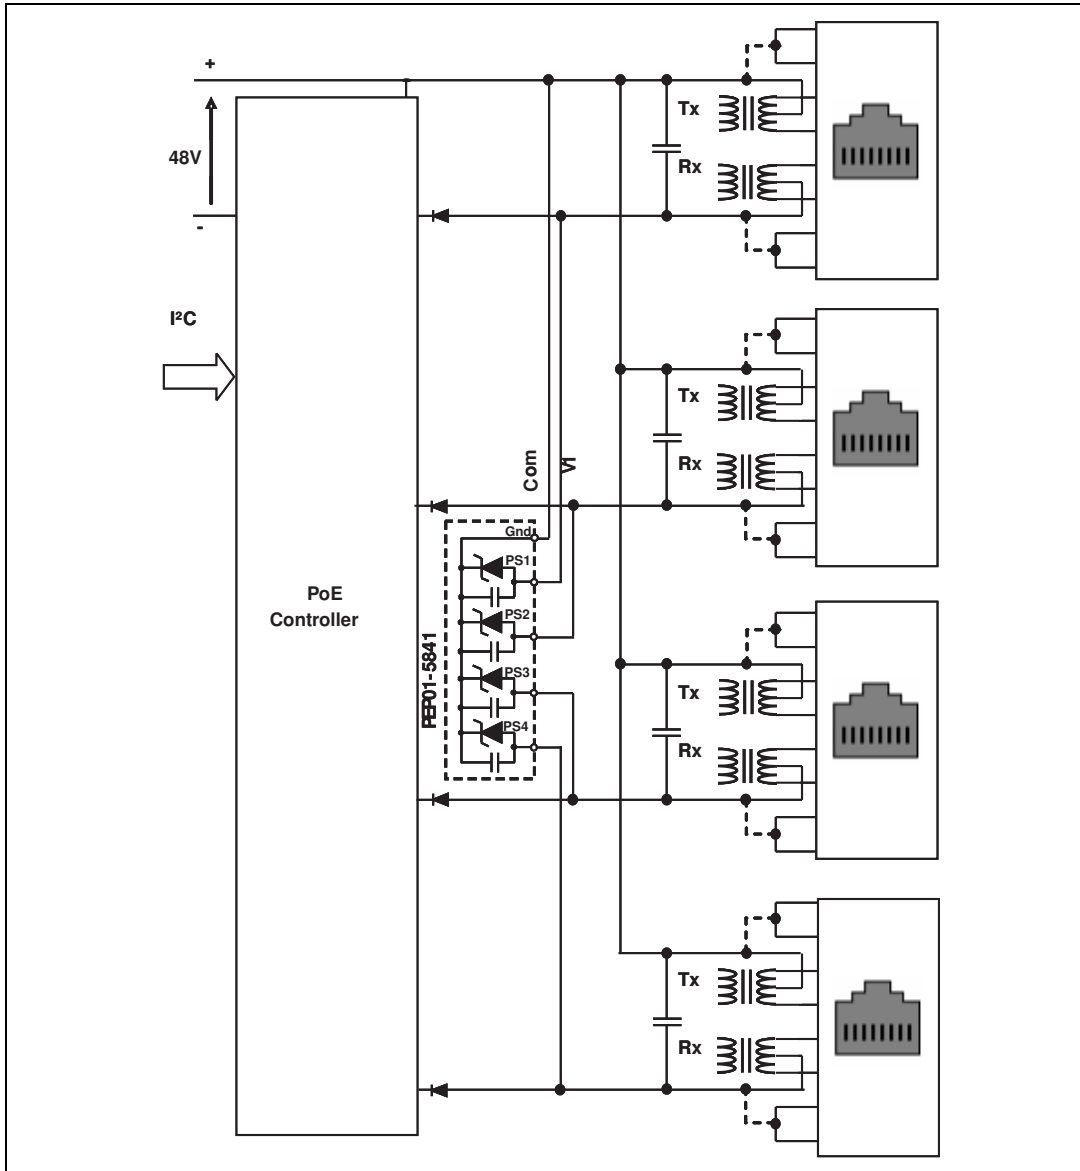 +
48V
-
I²C
PoE
Controller
Com
V1
PEP01-5841
Gnd
PS1
PS2
PS3
PS4
Tx
Rx
Tx
Rx
Tx
Rx
Tx
Rx